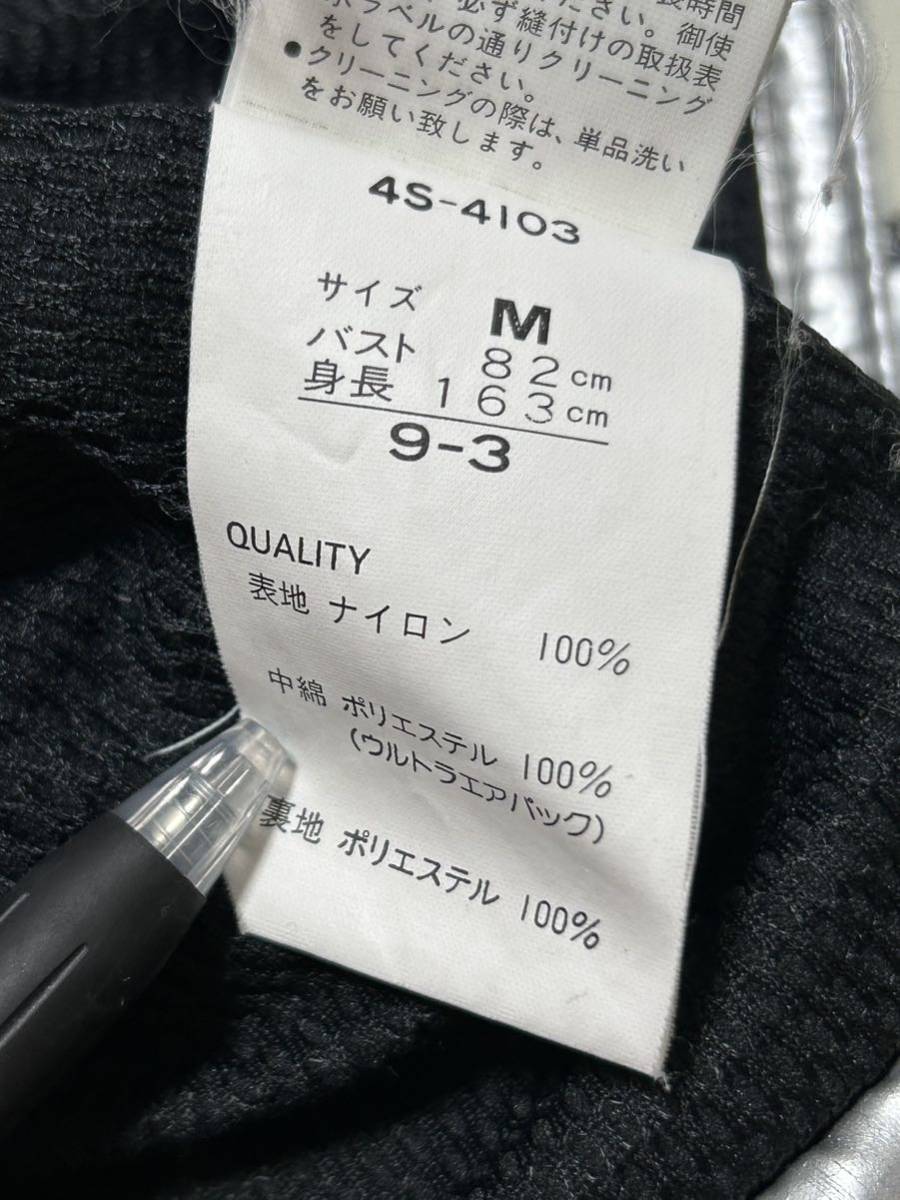 長時間
ださい。御使
必ず縫付けの取扱表
ラベルの通りクリーニング
をしてください。
●クリーニングの際は、単品洗い
をお願い致します。
4S-4103
サイズ M
バスト 82cm
身長 163cm
9-3
QUALITY
表地 ナイロン 100%
中綿 ポリエステル 100%
(ウルトラエアパック)
裏地 ポリエステル 100%